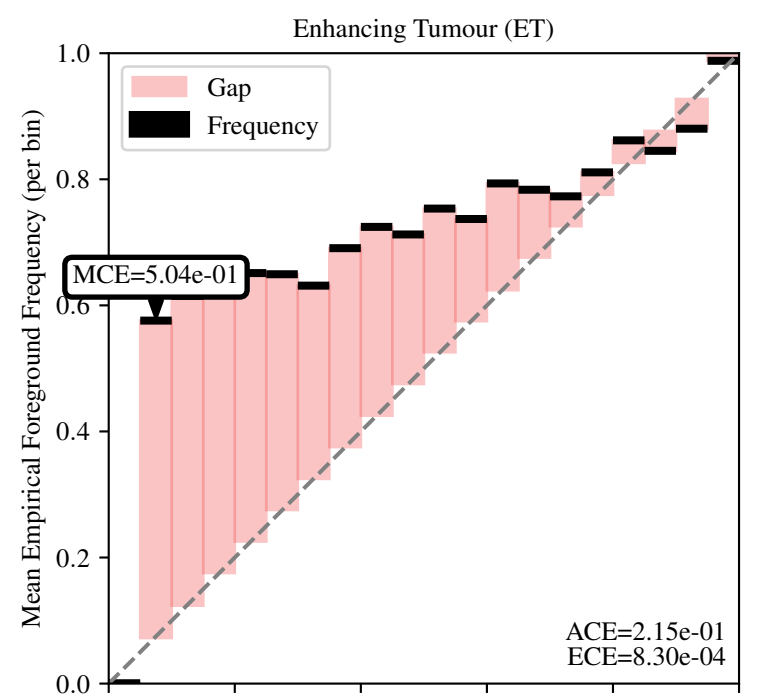 Enhancing Tumour (ET)
Mean Empirical Foreground Frequency (per bin)
1.0
0.8
0.6
0.4
0.2
0.0
Gap
Frequency
MCE=5.04e-01
ACE=2.15e-01
ECE=8.30e-04